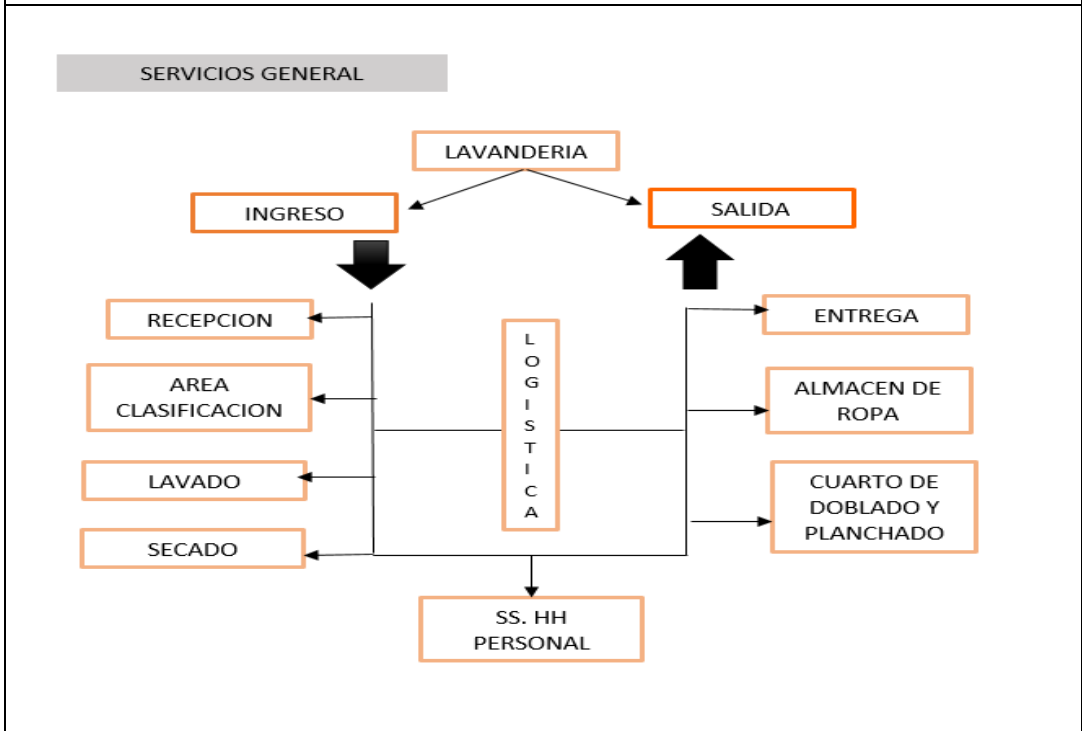 SERVICIOS GENERAL
LAVANDERIA
INGRESO
SALIDA
RECEPCION
AREA
CLASIFICACION
LAVADO
SECADO
LOGISTICA
ENTREGA
ALMACEN DE
ROPA
CUARTO DE
DOBLADO Y
PLANCHADO
SS. HH
PERSONAL